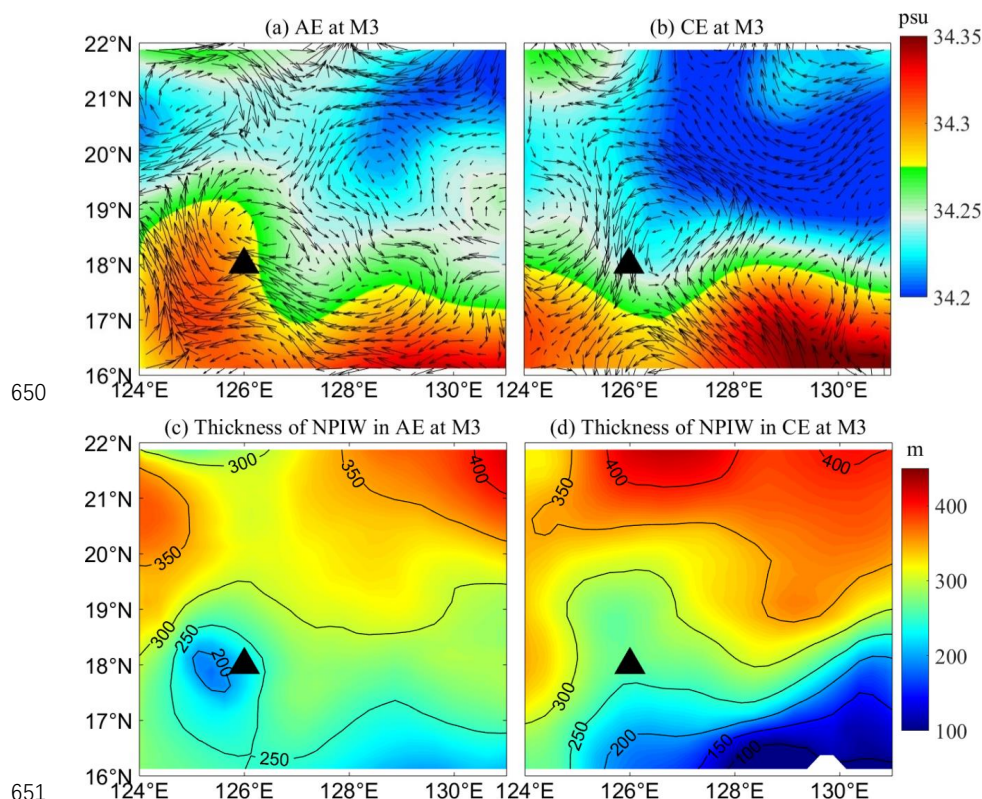 (a) AE at M3
(b) CE at M3
psu
22°N
21°N
20°N
19°N
18°N
17°N
16°N
124°E 126°E 128°E 130°E
124°E 126°E 128°E 130°E
34.35
34.3
34.25
34.2
650
(c) Thickness of NPIW in AE at M3
(d) Thickness of NPIW in CE at M3
m
22°N
21°N
20°N
19°N
18°N
17°N
16°N
300
350
400
350
300
250
200
250
350
400
400
300
250
200
150
100
400
300
200
100
124°E 126°E 128°E 130°E
124°E 126°E 128°E 130°E
651